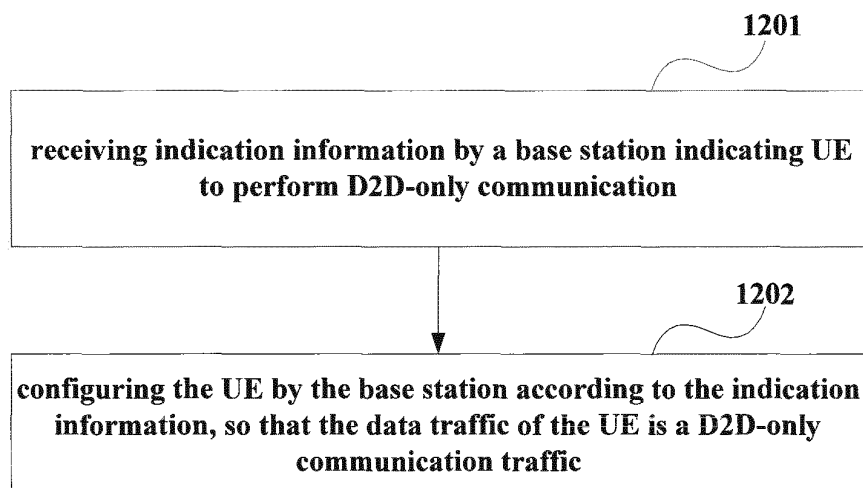 1201
receiving indication information by a base station indicating UE
to perform D2D-only communication
1202
configuring the UE by the base station according to the indication
information, so that the data traffic of the UE is a D2D-only
communication traffic